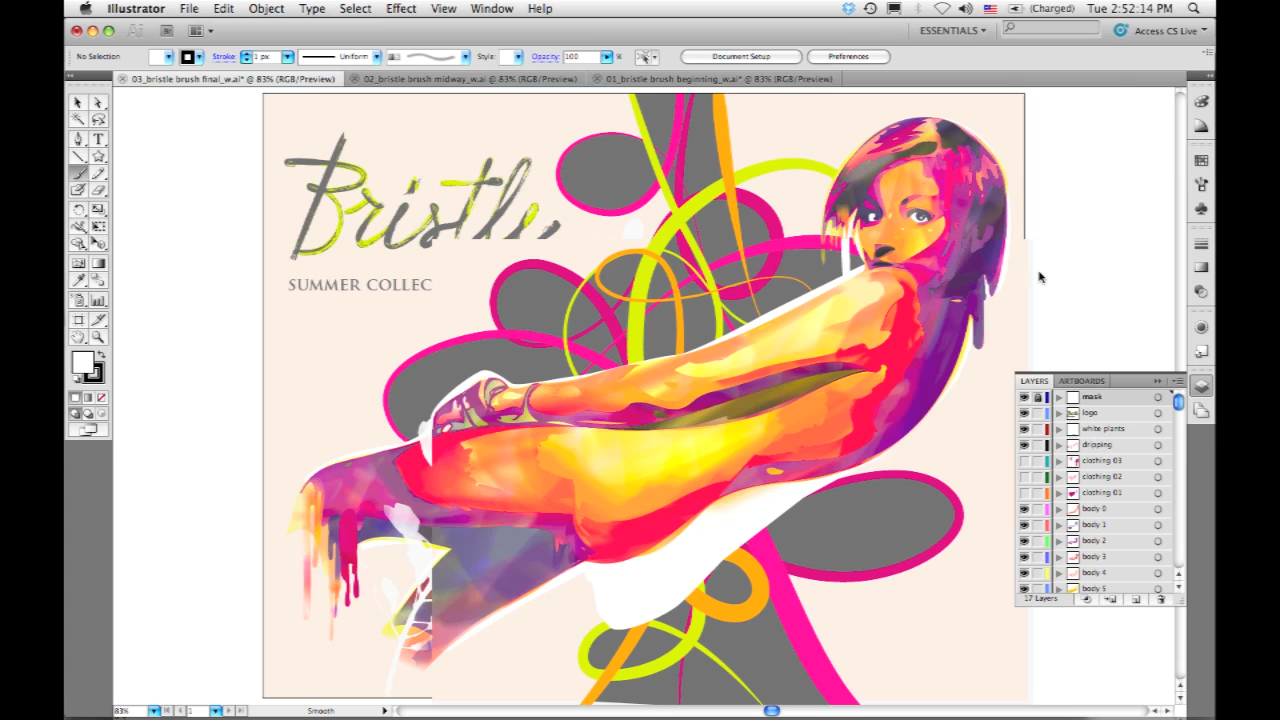 Illustrator File Edit Object Type Select Effect View Window Help (Charged) Tue 2:52:14 PM
Ai Br ESSENTIALS Access CS Live
No Selection Stroke: 1 px Uniform Style: Opacity: 100 % Document Setup Preferences
03_bristle brush final_w.ai* @ 83% (RGB/Preview) 02_bristle brush midway_w.ai @ 83% (RGB/Preview) 01_bristle brush beginning_w.ai* @ 83% (RGB/Preview)
Bristle
SUMMER COLLEC
LAYERS ARTBOARDS
mask
logo
white plants
dripping
clothing 03
clothing 02
clothing 01
body 0
body 1
body 2
body 3
body 4
body 5
17 Layers
83% 1 Smooth